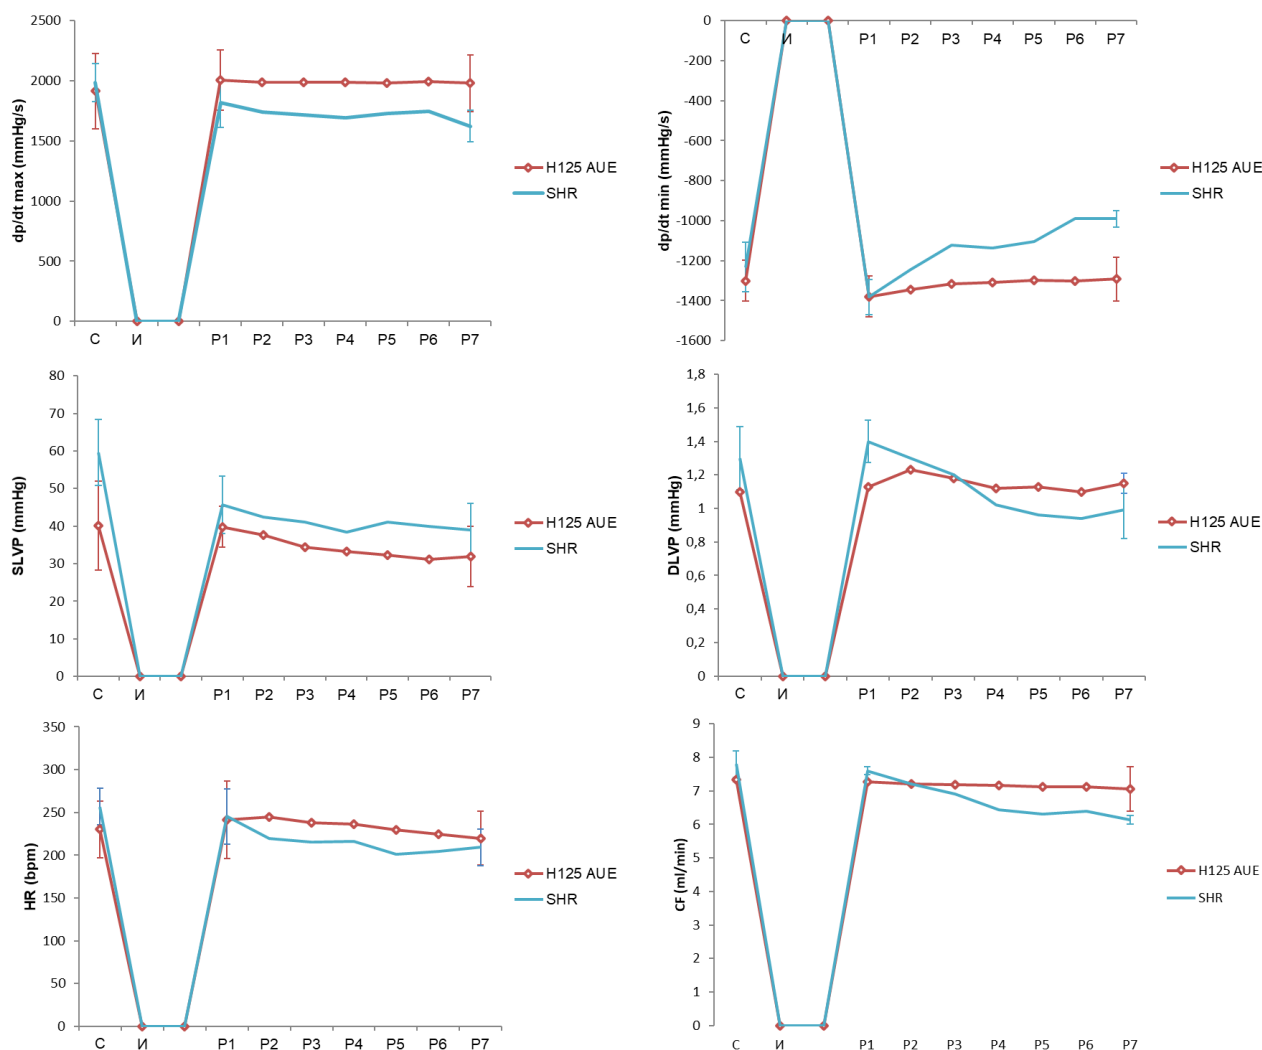 dp/dt max (mmHg/s)
2500
2000
1500
1000
500
0
C И P1 P2 P3 P4 P5 P6 P7
H125 AUE
SHR
dp/dt min (mmHg/s)
0
-200
-400
-600
-800
-1000
-1200
-1400
-1600
C И P1 P2 P3 P4 P5 P6 P7
H125 AUE
SHR
SLVP (mmHg)
80
70
60
50
40
30
20
10
0
C И P1 P2 P3 P4 P5 P6 P7
H125 AUE
SHR
DLVP (mmHg)
1,8
1,6
1,4
1,2
1
0,8
0,6
0,4
0,2
0
C И P1 P2 P3 P4 P5 P6 P7
H125 AUE
SHR
HR (bpm)
350
300
250
200
150
100
50
0
C И P1 P2 P3 P4 P5 P6 P7
H125 AUE
SHR
CF (ml/min)
9
8
7
6
5
4
3
2
1
0
C И P1 P2 P3 P4 P5 P6 P7
H125 AUE
SHR